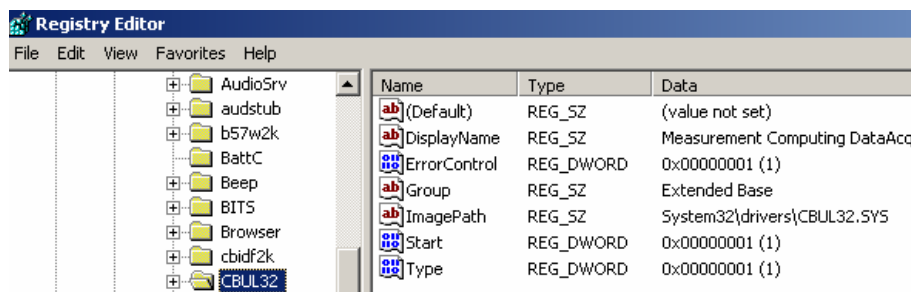 Registry Editor
File Edit View Favorites Help
AudioSrv
audstub
b57w2k
BattC
Beep
BITS
Browser
cbidf2k
CBUL32
Name Type Data
(Default) REG_SZ (value not set)
DisplayName REG_SZ Measurement Computing DataAcq
ErrorControl REG_DWORD 0x00000001 (1)
Group REG_SZ Extended Base
ImagePath REG_SZ System32\drivers\CBUL32.SYS
Start REG_DWORD 0x00000001 (1)
Type REG_DWORD 0x00000001 (1)